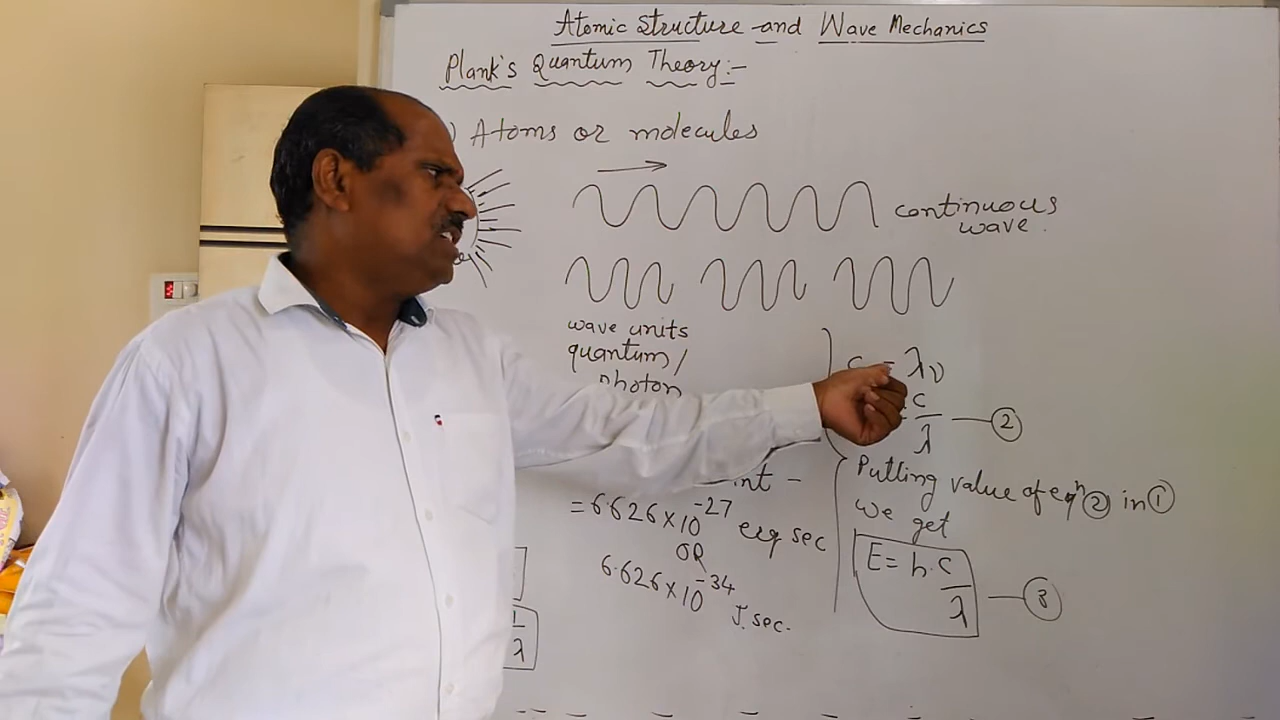 Atomic Structure and Wave Mechanics
Plank's Quantum Theory:-
) Atoms or molecules
continuous
wave.
wave units
quantum/
photon
nt -
= 6.626 × 10⁻²⁷ erg sec
OR
6.626 × 10⁻³⁴ J.sec.
c = λν
= c/λ — ②
Putting value of eqⁿ ② in ①
we get
E = h.c/λ — ③
1/λ